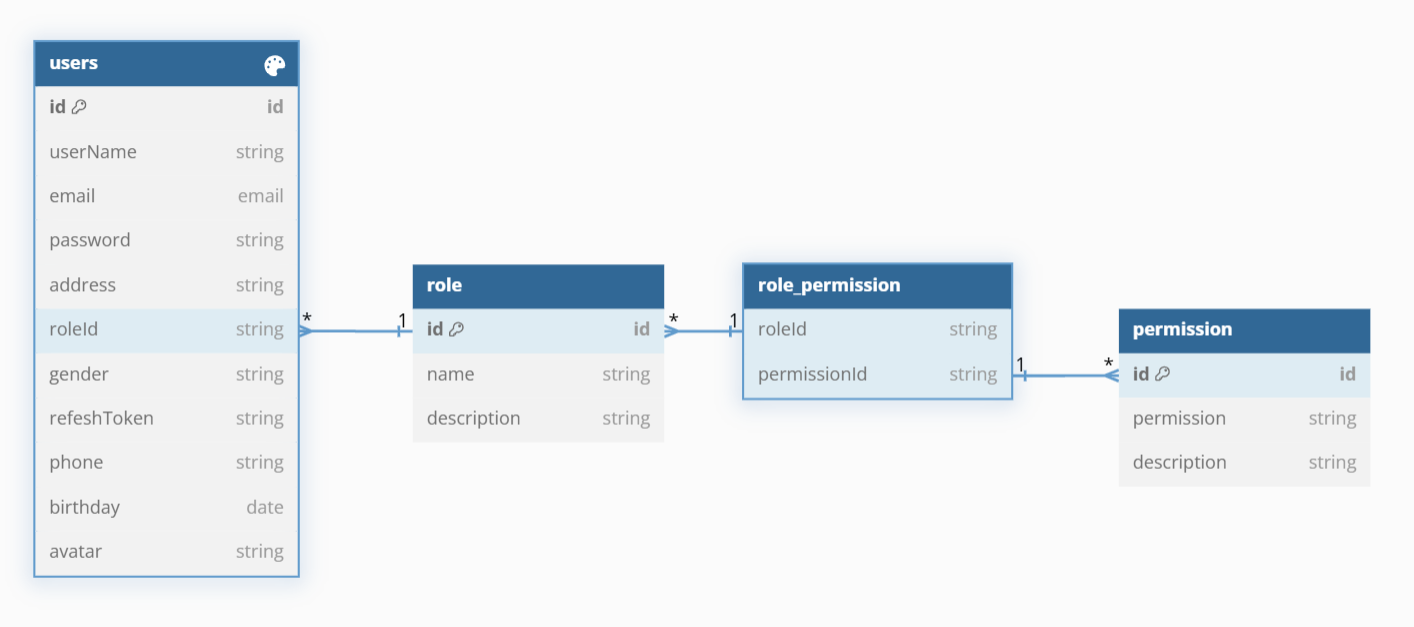 users
id id
userName string
email email
password string
address string
roleId string
gender string
refeshToken string
phone string
birthday date
avatar string
* 1
role
id id
name string
description string
* 1
role_permission
roleId string
permissionId string
1 *
permission
id id
permission string
description string